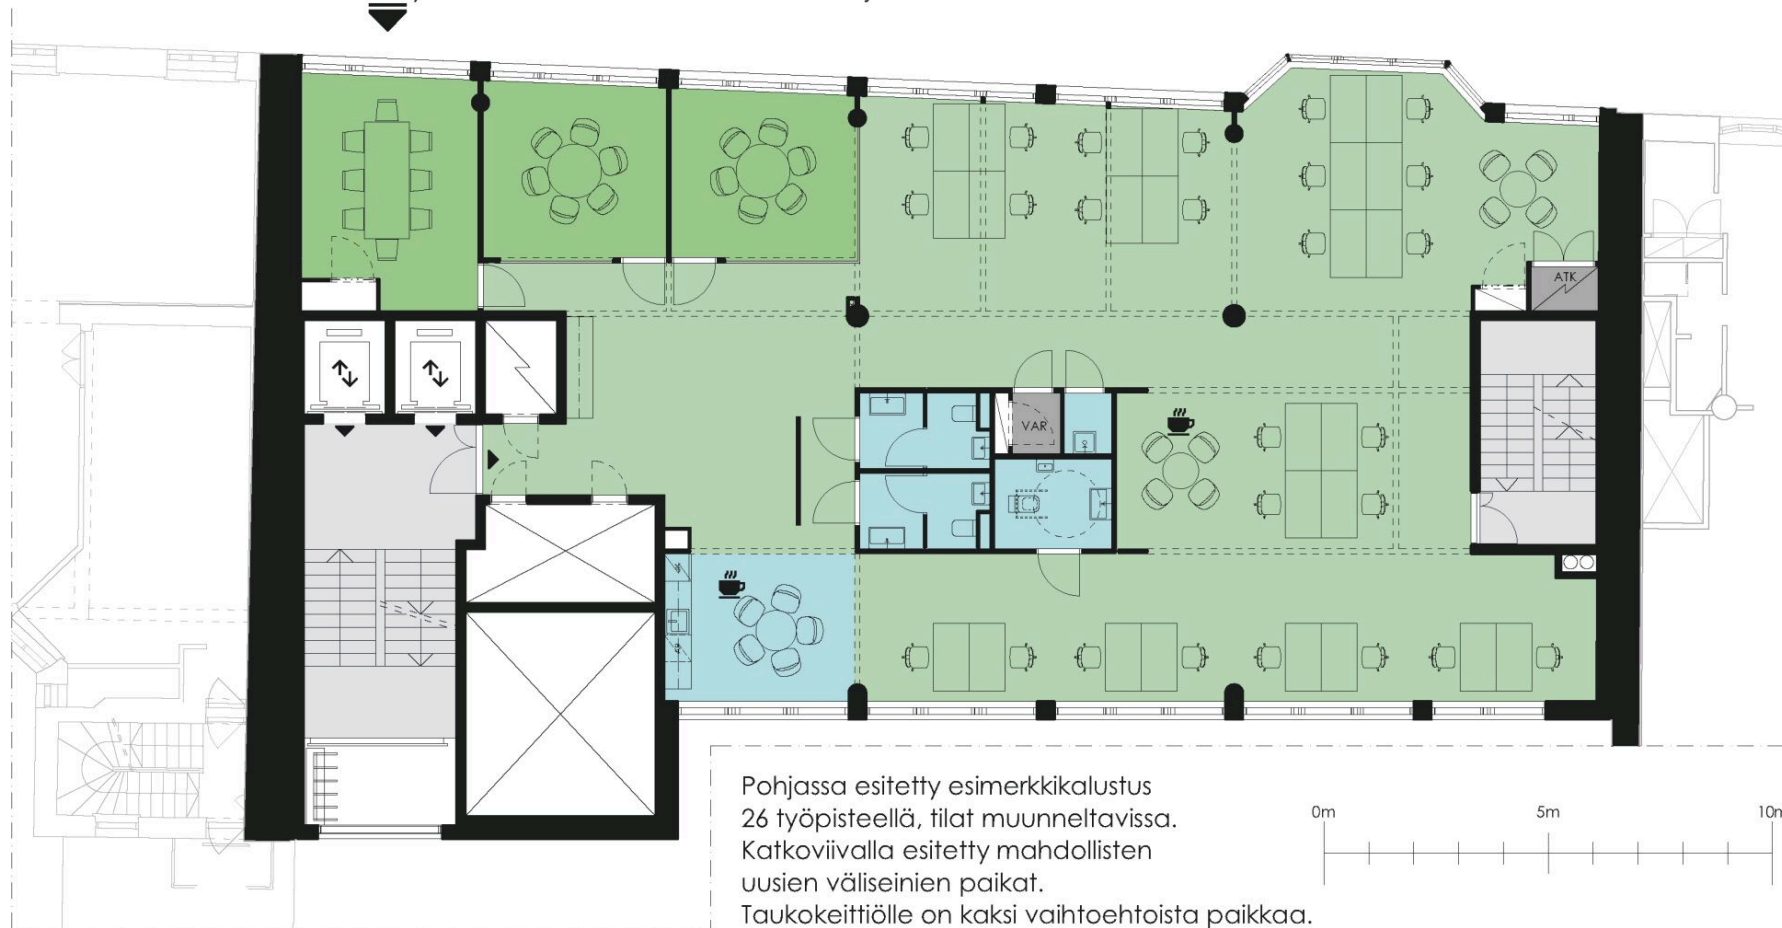 ATK
VAR
Pohjassa esitetty esimerkkikalustus
26 työpisteellä, tilat muunneltavissa.
Katkoviivalla esitetty mahdollisten
uusien väliseinien paikat.
Taukokeittiölle on kaksi vaihtoehtoista paikkaa.
0m 5m 10m